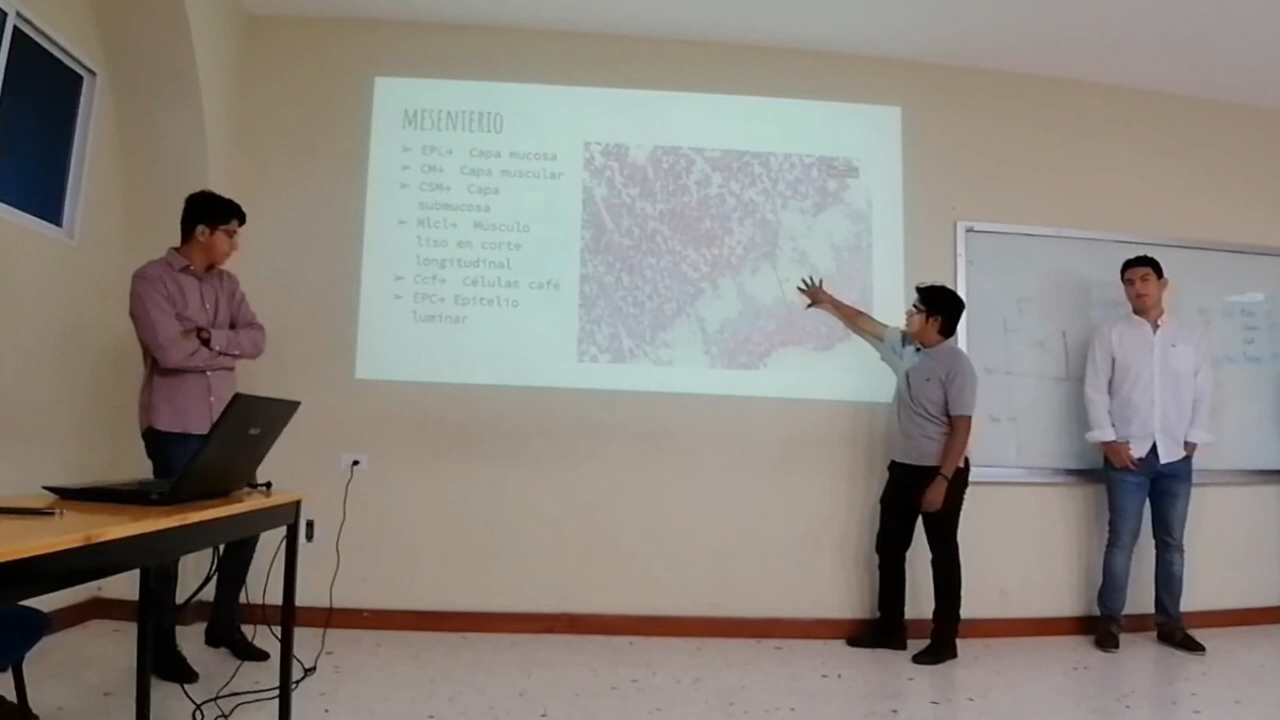 MESENTERIO
➢ EPL→ Capa mucosa
➢ CM→ Capa muscular
➢ CSM→ Capa
submucosa
➢ Mlcl→ Músculo
liso en corte
longitudinal
➢ Ccf→ Células café
➢ EPC→ Epitelio
luminar